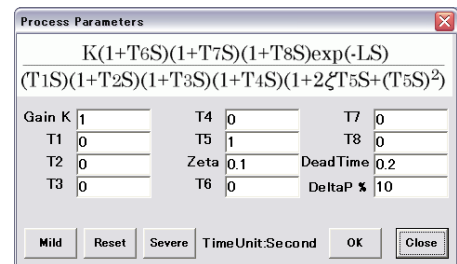 Process Parameters
K(1+T6S)(1+T7S)(1+T8S)exp(-LS)
(T1S)(1+T2S)(1+T3S)(1+T4S)(1+2ζT5S+(T5S)²)
Gain K 1 T4 0 T7 0
T1 0 T5 1 T8 0
T2 0 Zeta 0.1 DeadTime 0.2
T3 0 T6 0 DeltaP % 10
Mild Reset Severe TimeUnit:Second OK Close